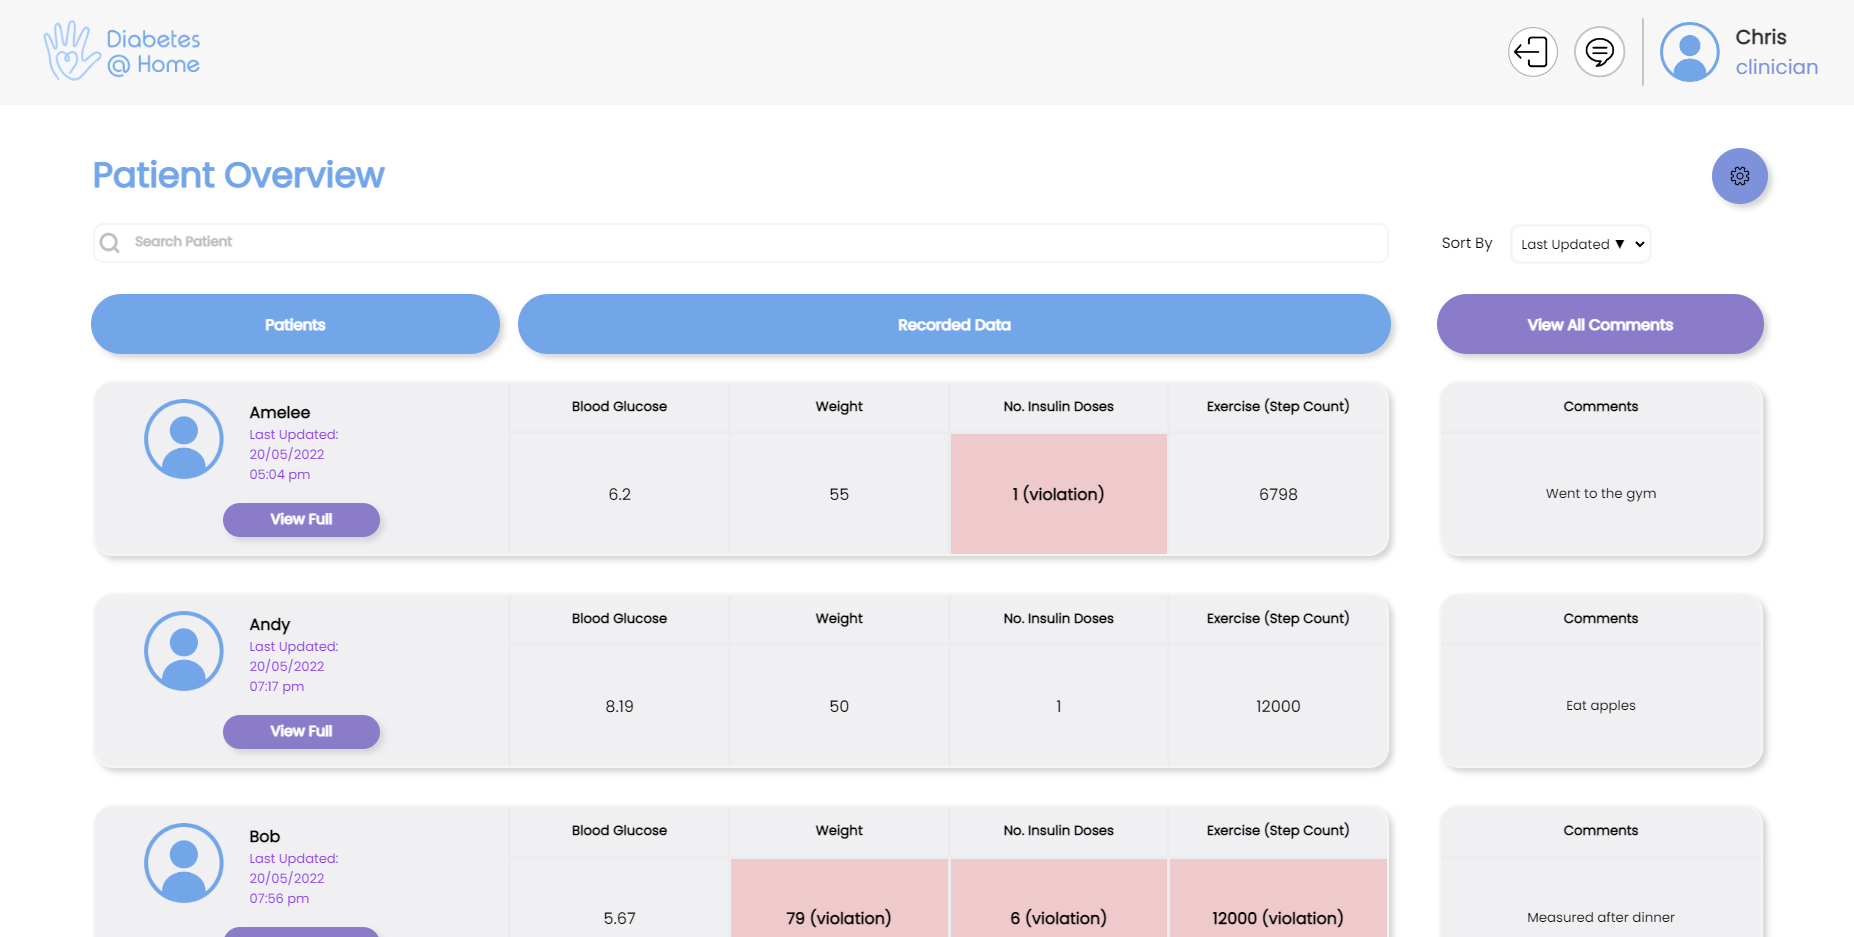 Diabetes
@ Home
Chris
clinician
Patient Overview
Search Patient
Sort By
Last Updated ▼
Patients
Recorded Data
View All Comments
Amelee
Last Updated:
20/05/2022
05:04 pm
View Full
Blood Glucose
Weight
No. Insulin Doses
Exercise (Step Count)
6.2
55
1 (violation)
6798
Comments
Went to the gym
Andy
Last Updated:
20/05/2022
07:17 pm
View Full
Blood Glucose
Weight
No. Insulin Doses
Exercise (Step Count)
8.19
50
1
12000
Comments
Eat apples
Bob
Last Updated:
20/05/2022
07:56 pm
Blood Glucose
Weight
No. Insulin Doses
Exercise (Step Count)
5.67
79 (violation)
6 (violation)
12000 (violation)
Comments
Measured after dinner